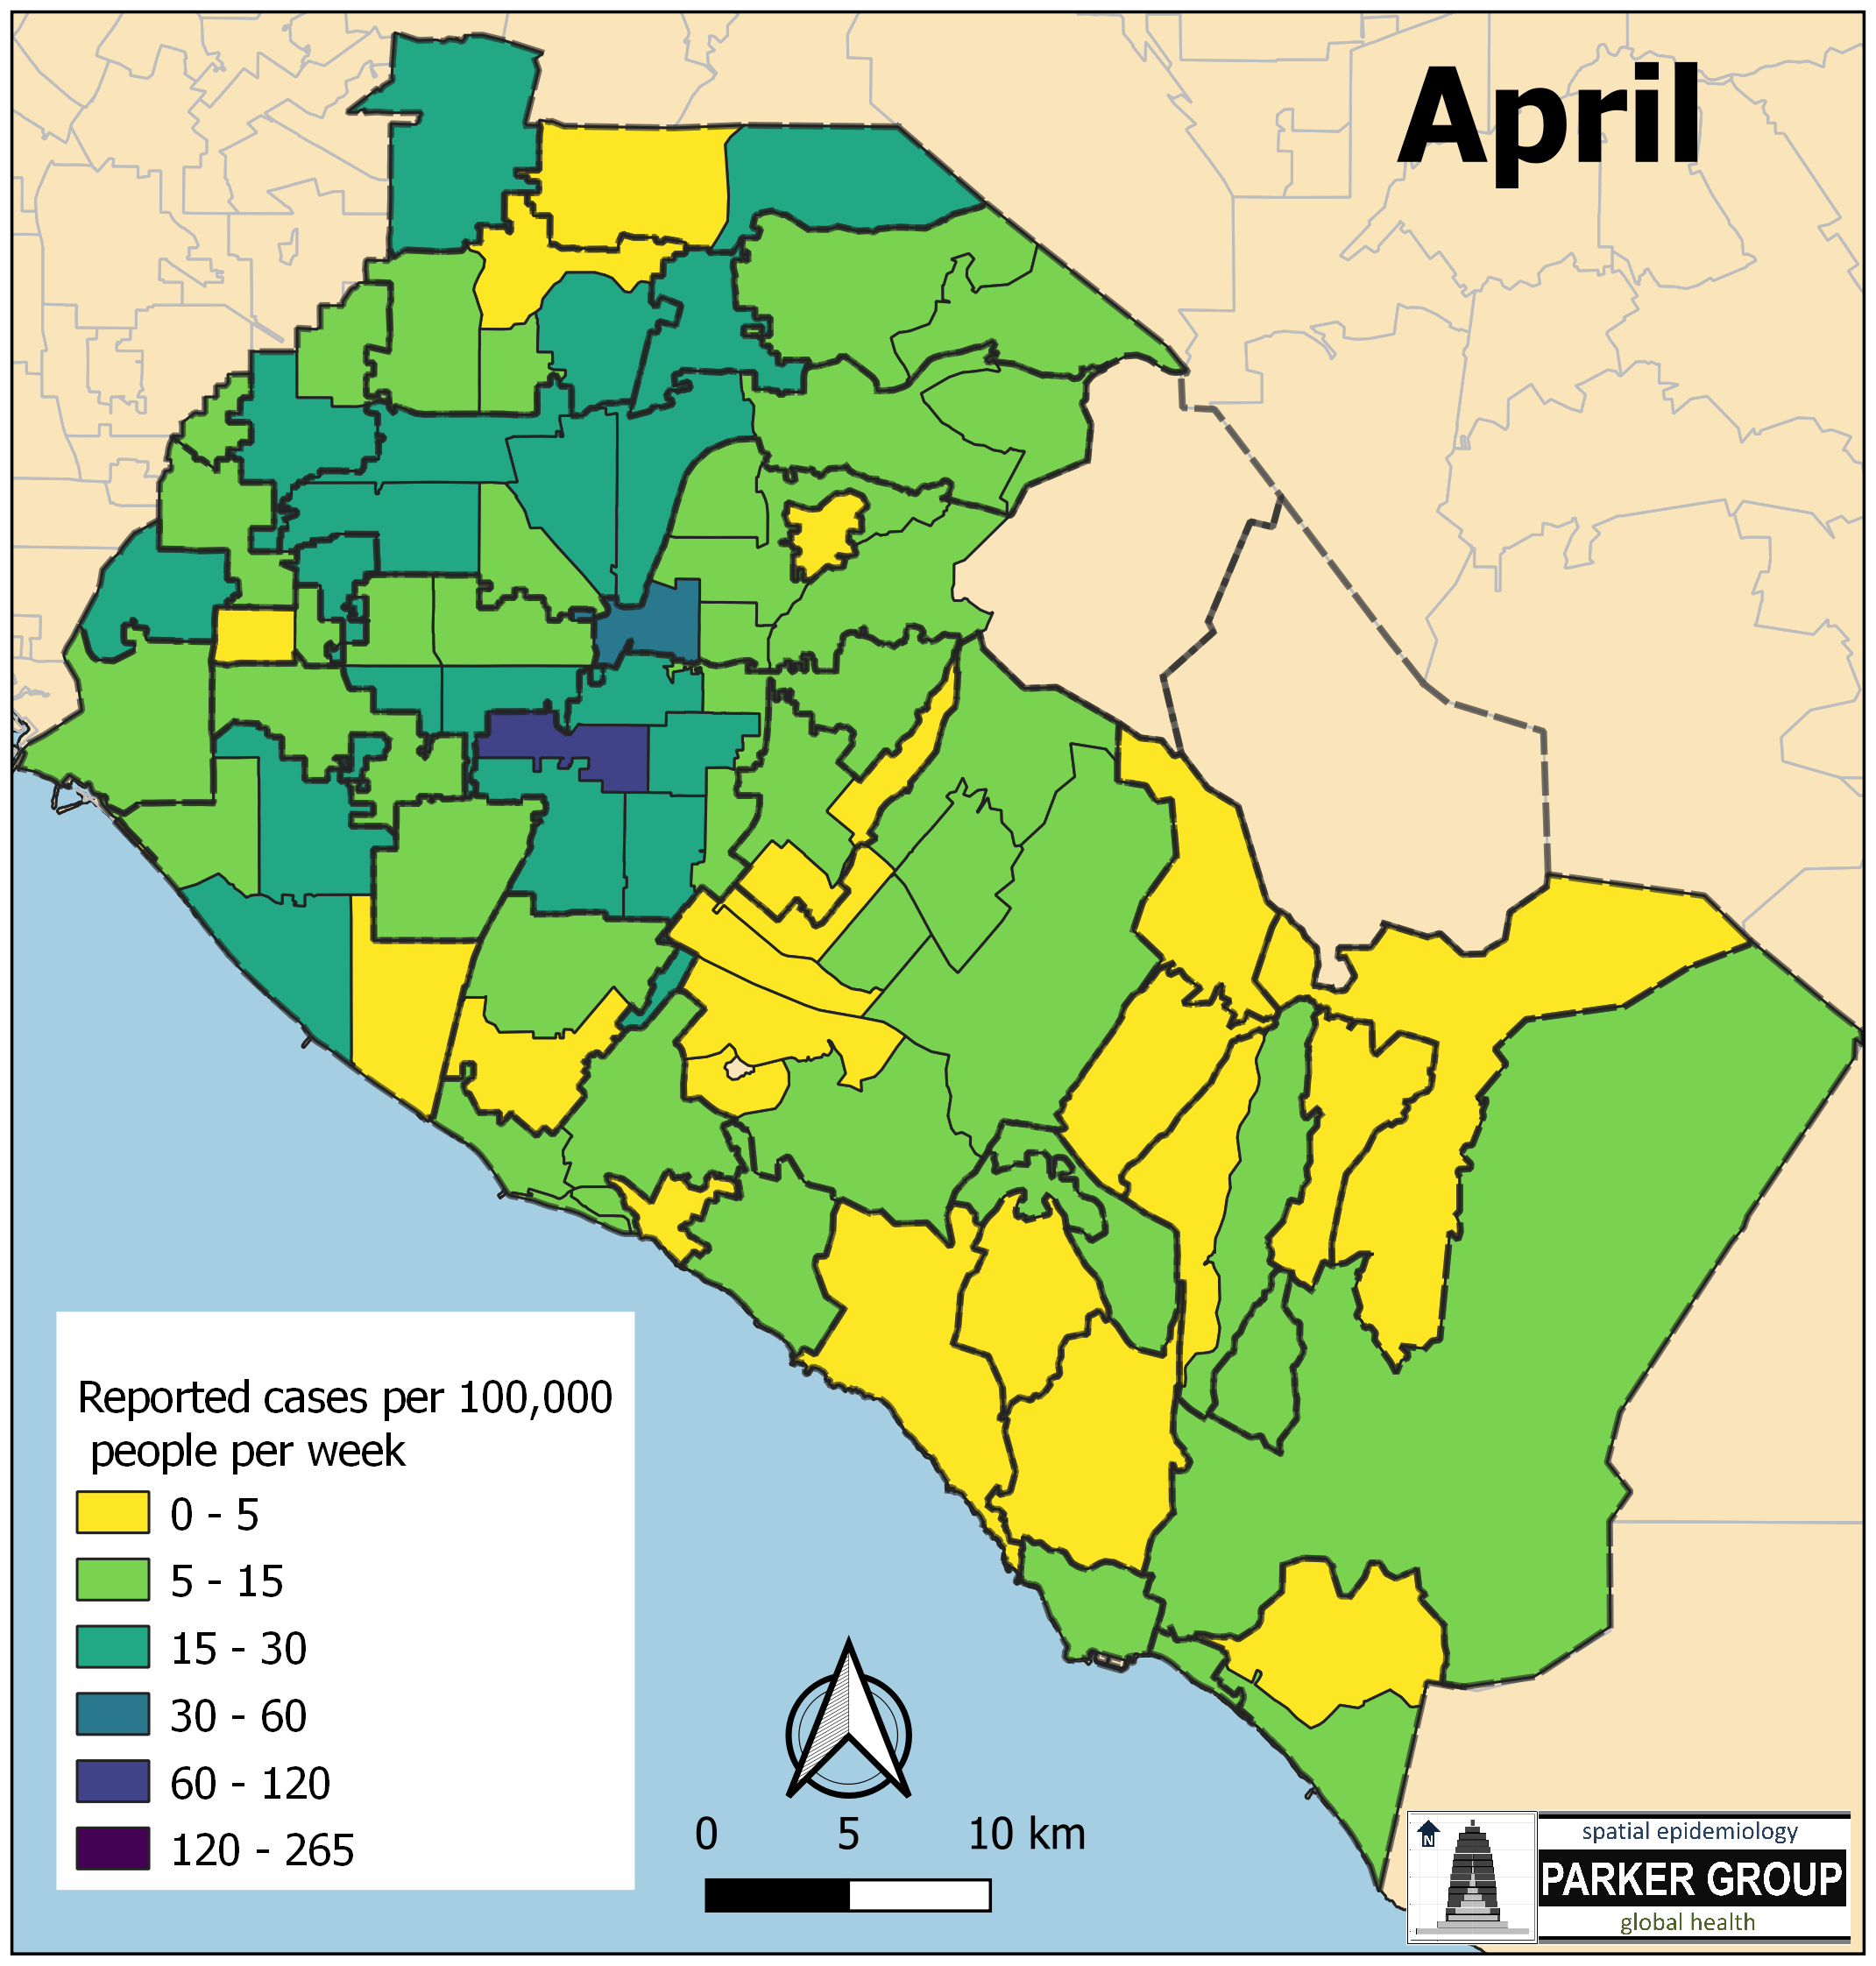 April
Reported cases per 100,000
people per week
0 - 5
5 - 15
15 - 30
30 - 60
60 - 120
120 - 265
0 5 10 km
N
spatial epidemiology
PARKER GROUP
global health